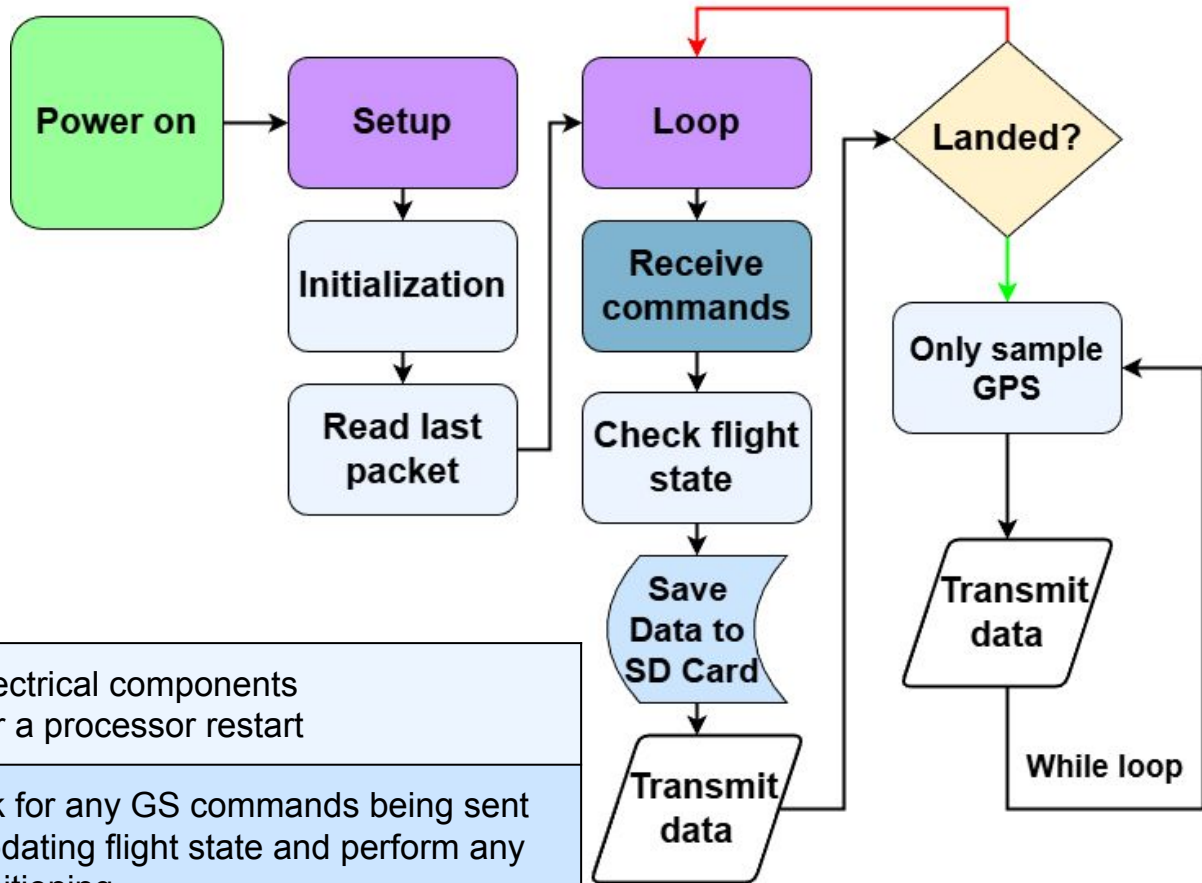 Power on
Setup
Initialization
Read last
packet
Loop
Receive
commands
Check flight
state
Save
Data to
SD Card
Transmit
data
Landed?
Only sample
GPS
Transmit
data
While loop
components
a processor restart
for any GS commands being sent
flight state and perform any